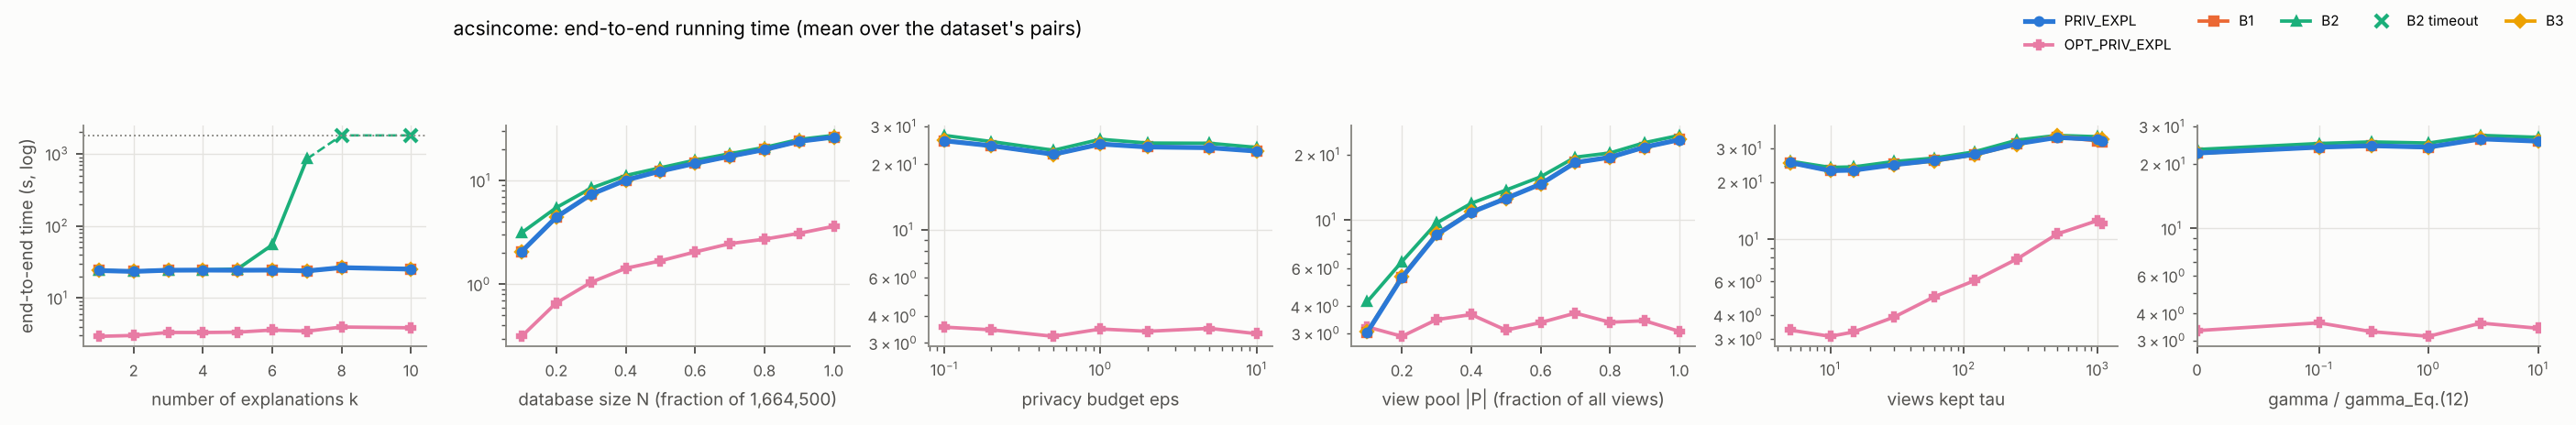 acsincome: end-to-end running time (mean over the dataset's pairs)
PRIV_EXPL B1 B2 B2 timeout B3
OPT_PRIV_EXPL
end-to-end time (s, log)
10³
10²
10¹
2 4 6 8 10
number of explanations k
10¹
10⁰
0.2 0.4 0.6 0.8 1.0
database size N (fraction of 1,664,500)
3 × 10¹
2 × 10¹
10¹
6 × 10⁰
4 × 10⁰
3 × 10⁰
10⁻¹ 10⁰ 10¹
privacy budget eps
2 × 10¹
10¹
6 × 10⁰
4 × 10⁰
3 × 10⁰
0.2 0.4 0.6 0.8 1.0
view pool |P| (fraction of all views)
3 × 10¹
2 × 10¹
10¹
6 × 10⁰
4 × 10⁰
3 × 10⁰
10¹ 10² 10³
views kept tau
3 × 10¹
2 × 10¹
10¹
6 × 10⁰
4 × 10⁰
3 × 10⁰
0 10⁻¹ 10⁰ 10¹
gamma / gamma_Eq.(12)